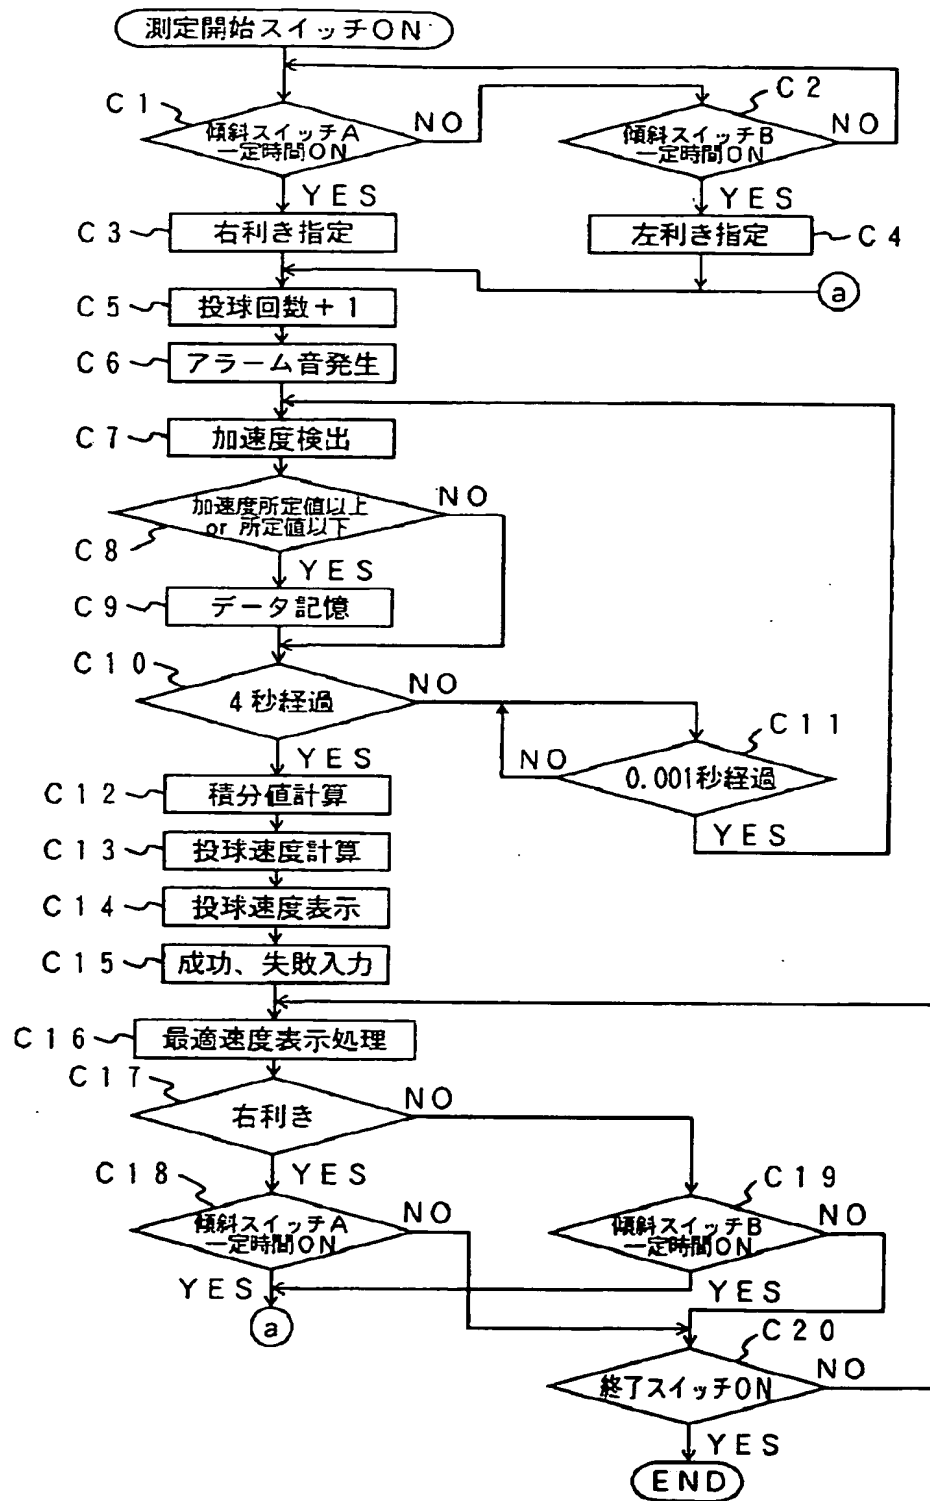 測定開始スイッチON
C1
傾斜スイッチA
一定時間ON
NO
YES
C2
傾斜スイッチB
一定時間ON
NO
YES
C3
右利き指定
左利き指定
C4
a
C5
投球回数+1
C6
アラーム音発生
C7
加速度検出
C8
加速度所定値以上
or 所定値以下
NO
YES
C9
データ記憶
C10
4秒経過
NO
YES
C11
0.001秒経過
NO
YES
C12
積分値計算
C13
投球速度計算
C14
投球速度表示
C15
成功、失敗入力
C16
最適速度表示処理
C17
右利き
NO
YES
C18
傾斜スイッチA
一定時間ON
NO
YES
a
C19
傾斜スイッチB
一定時間ON
NO
YES
C20
終了スイッチON
NO
YES
END